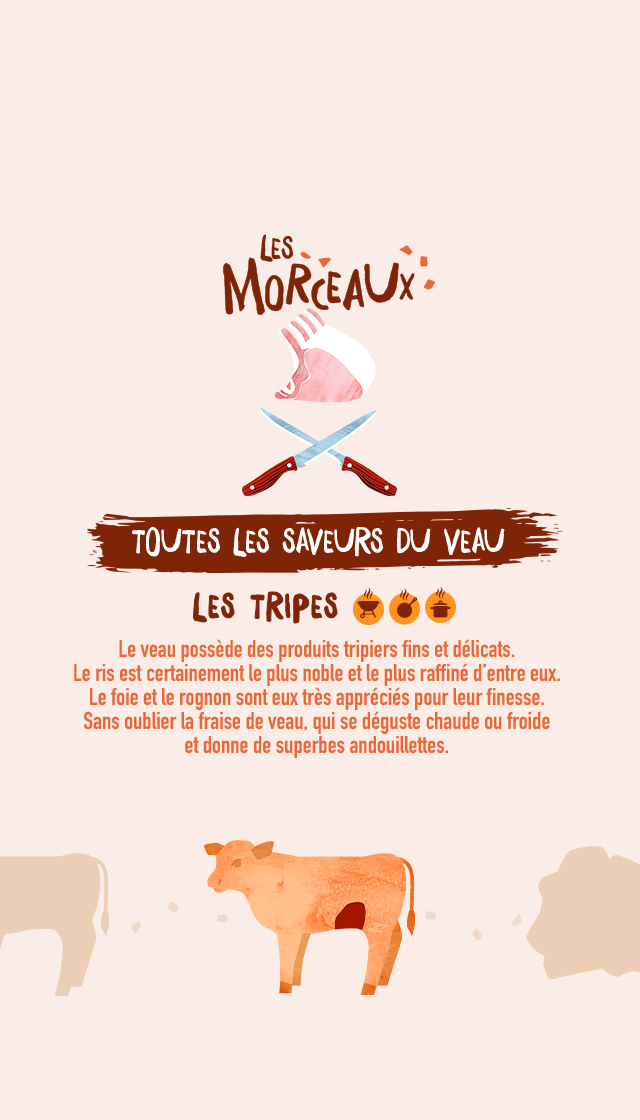 LES
MORCEAUX
TOUTES LES SAVEURS DU VEAU
LES TRIPES
Le veau possède des produits tripiers fins et délicats.
Le ris est certainement le plus noble et le plus raffiné d'entre eux.
Le foie et le rognon sont eux très appréciés pour leur finesse.
Sans oublier la fraise de veau, qui se déguste chaude ou froide
et donne de superbes andouillettes.